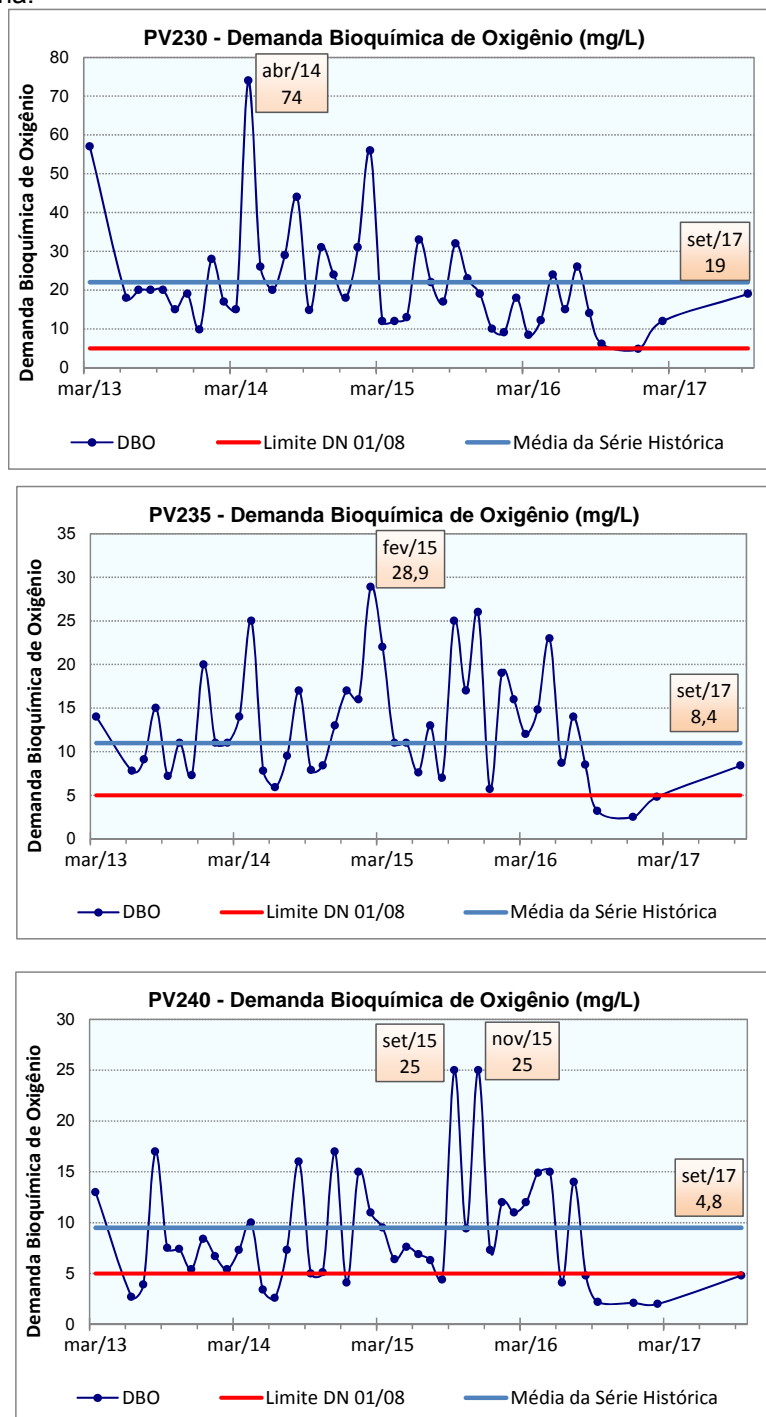 PV230 - Demanda Bioquímica de Oxigênio (mg/L)
Demanda Bioquímica de Oxigênio
80
70
60
50
40
30
20
10
0
abr/14
74
set/17
19
mar/13 mar/14 mar/15 mar/16 mar/17
DBO Limite DN 01/08 Média da Série Histórica
PV235 - Demanda Bioquímica de Oxigênio (mg/L)
Demanda Bioquímica de Oxigênio
35
30
25
20
15
10
5
0
fev/15
28,9
set/17
8,4
mar/13 mar/14 mar/15 mar/16 mar/17
DBO Limite DN 01/08 Média da Série Histórica
PV240 - Demanda Bioquímica de Oxigênio (mg/L)
Demanda Bioquímica de Oxigênio
30
25
20
15
10
5
0
set/15
25
nov/15
25
set/17
4,8
mar/13 mar/14 mar/15 mar/16 mar/17
DBO Limite DN 01/08 Média da Série Histórica